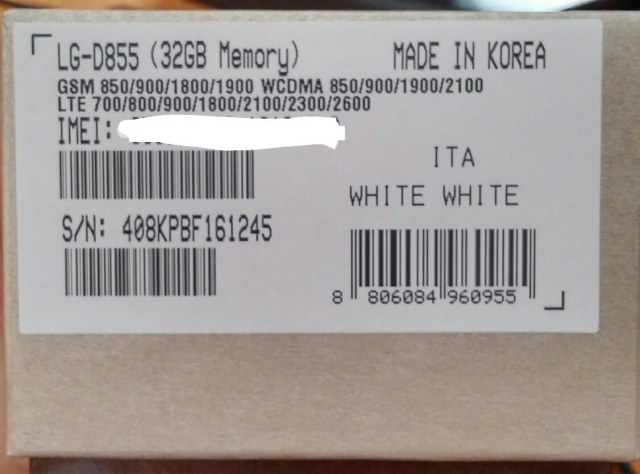 LG-D855 (32GB Memory) MADE IN KOREA
GSM 850/900/1800/1900 WCDMA 850/900/1900/2100
LTE 700/800/900/1800/2100/2300/2600
IMEI:
ITA
WHITE WHITE
S/N: 408KPBF161245
8 806084 960955